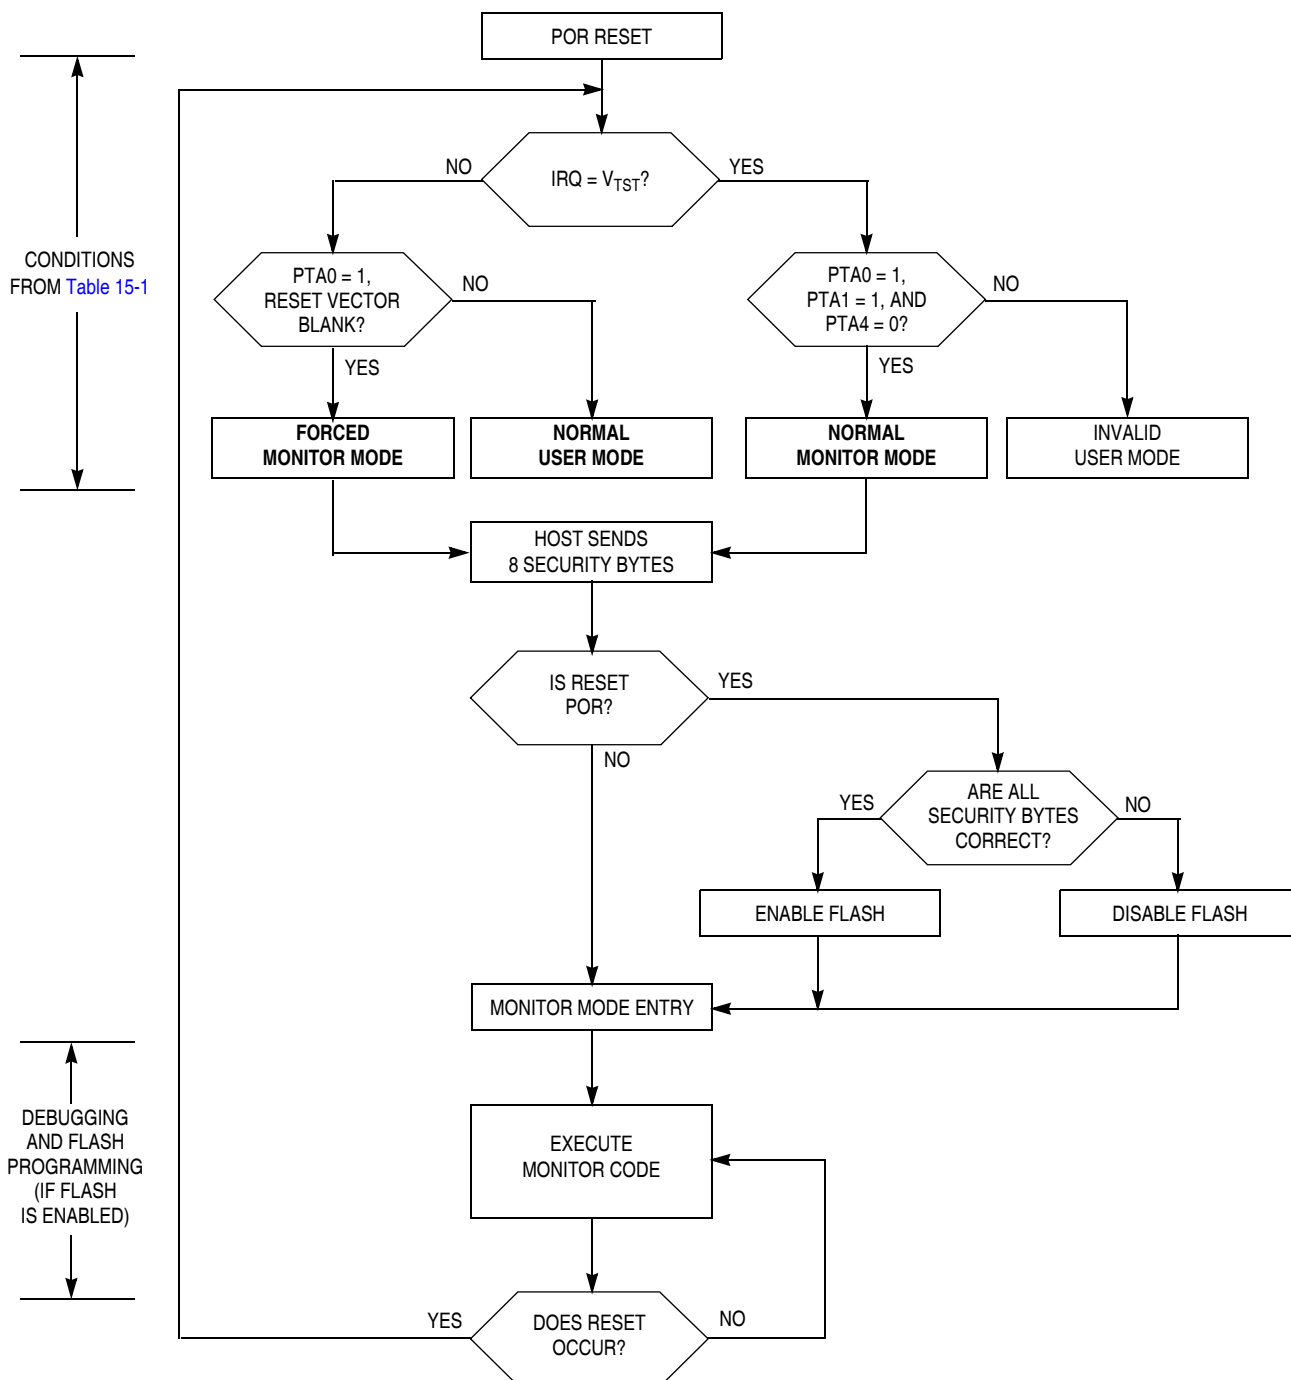 POR RESET
NO
YES
IRQ = VTST?
CONDITIONS
FROM Table 15-1
PTA0 = 1,
RESET VECTOR
BLANK?
NO
YES
PTA0 = 1,
PTA1 = 1, AND
PTA4 = 0?
NO
YES
FORCED
MONITOR MODE
NORMAL
USER MODE
NORMAL
MONITOR MODE
INVALID
USER MODE
HOST SENDS
8 SECURITY BYTES
IS RESET
POR?
YES
NO
ARE ALL
SECURITY BYTES
CORRECT?
YES
NO
ENABLE FLASH
DISABLE FLASH
MONITOR MODE ENTRY
DEBUGGING
AND FLASH
PROGRAMMING
(IF FLASH
IS ENABLED)
EXECUTE
MONITOR CODE
YES
DOES RESET
OCCUR?
NO